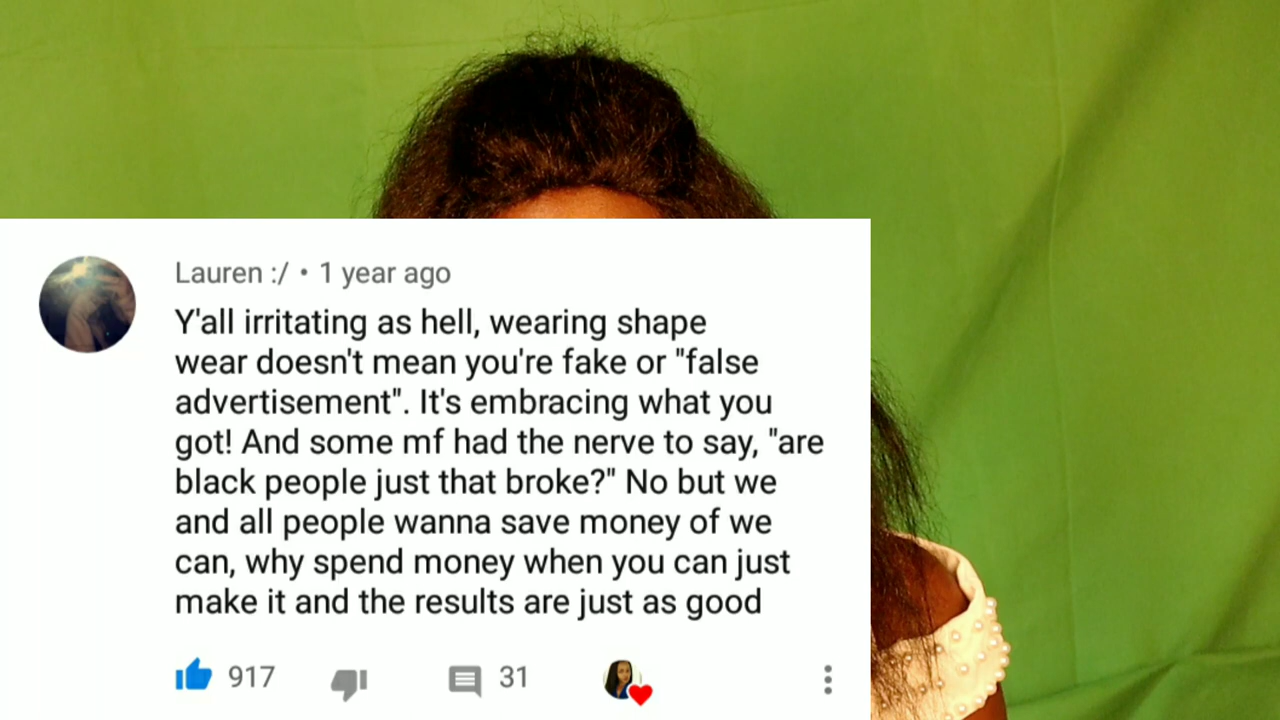 Lauren :/ • 1 year ago
Y'all irritating as hell, wearing shape
wear doesn't mean you're fake or "false
advertisement". It's embracing what you
got! And some mf had the nerve to say, "are
black people just that broke?" No but we
and all people wanna save money of we
can, why spend money when you can just
make it and the results are just as good
917
31